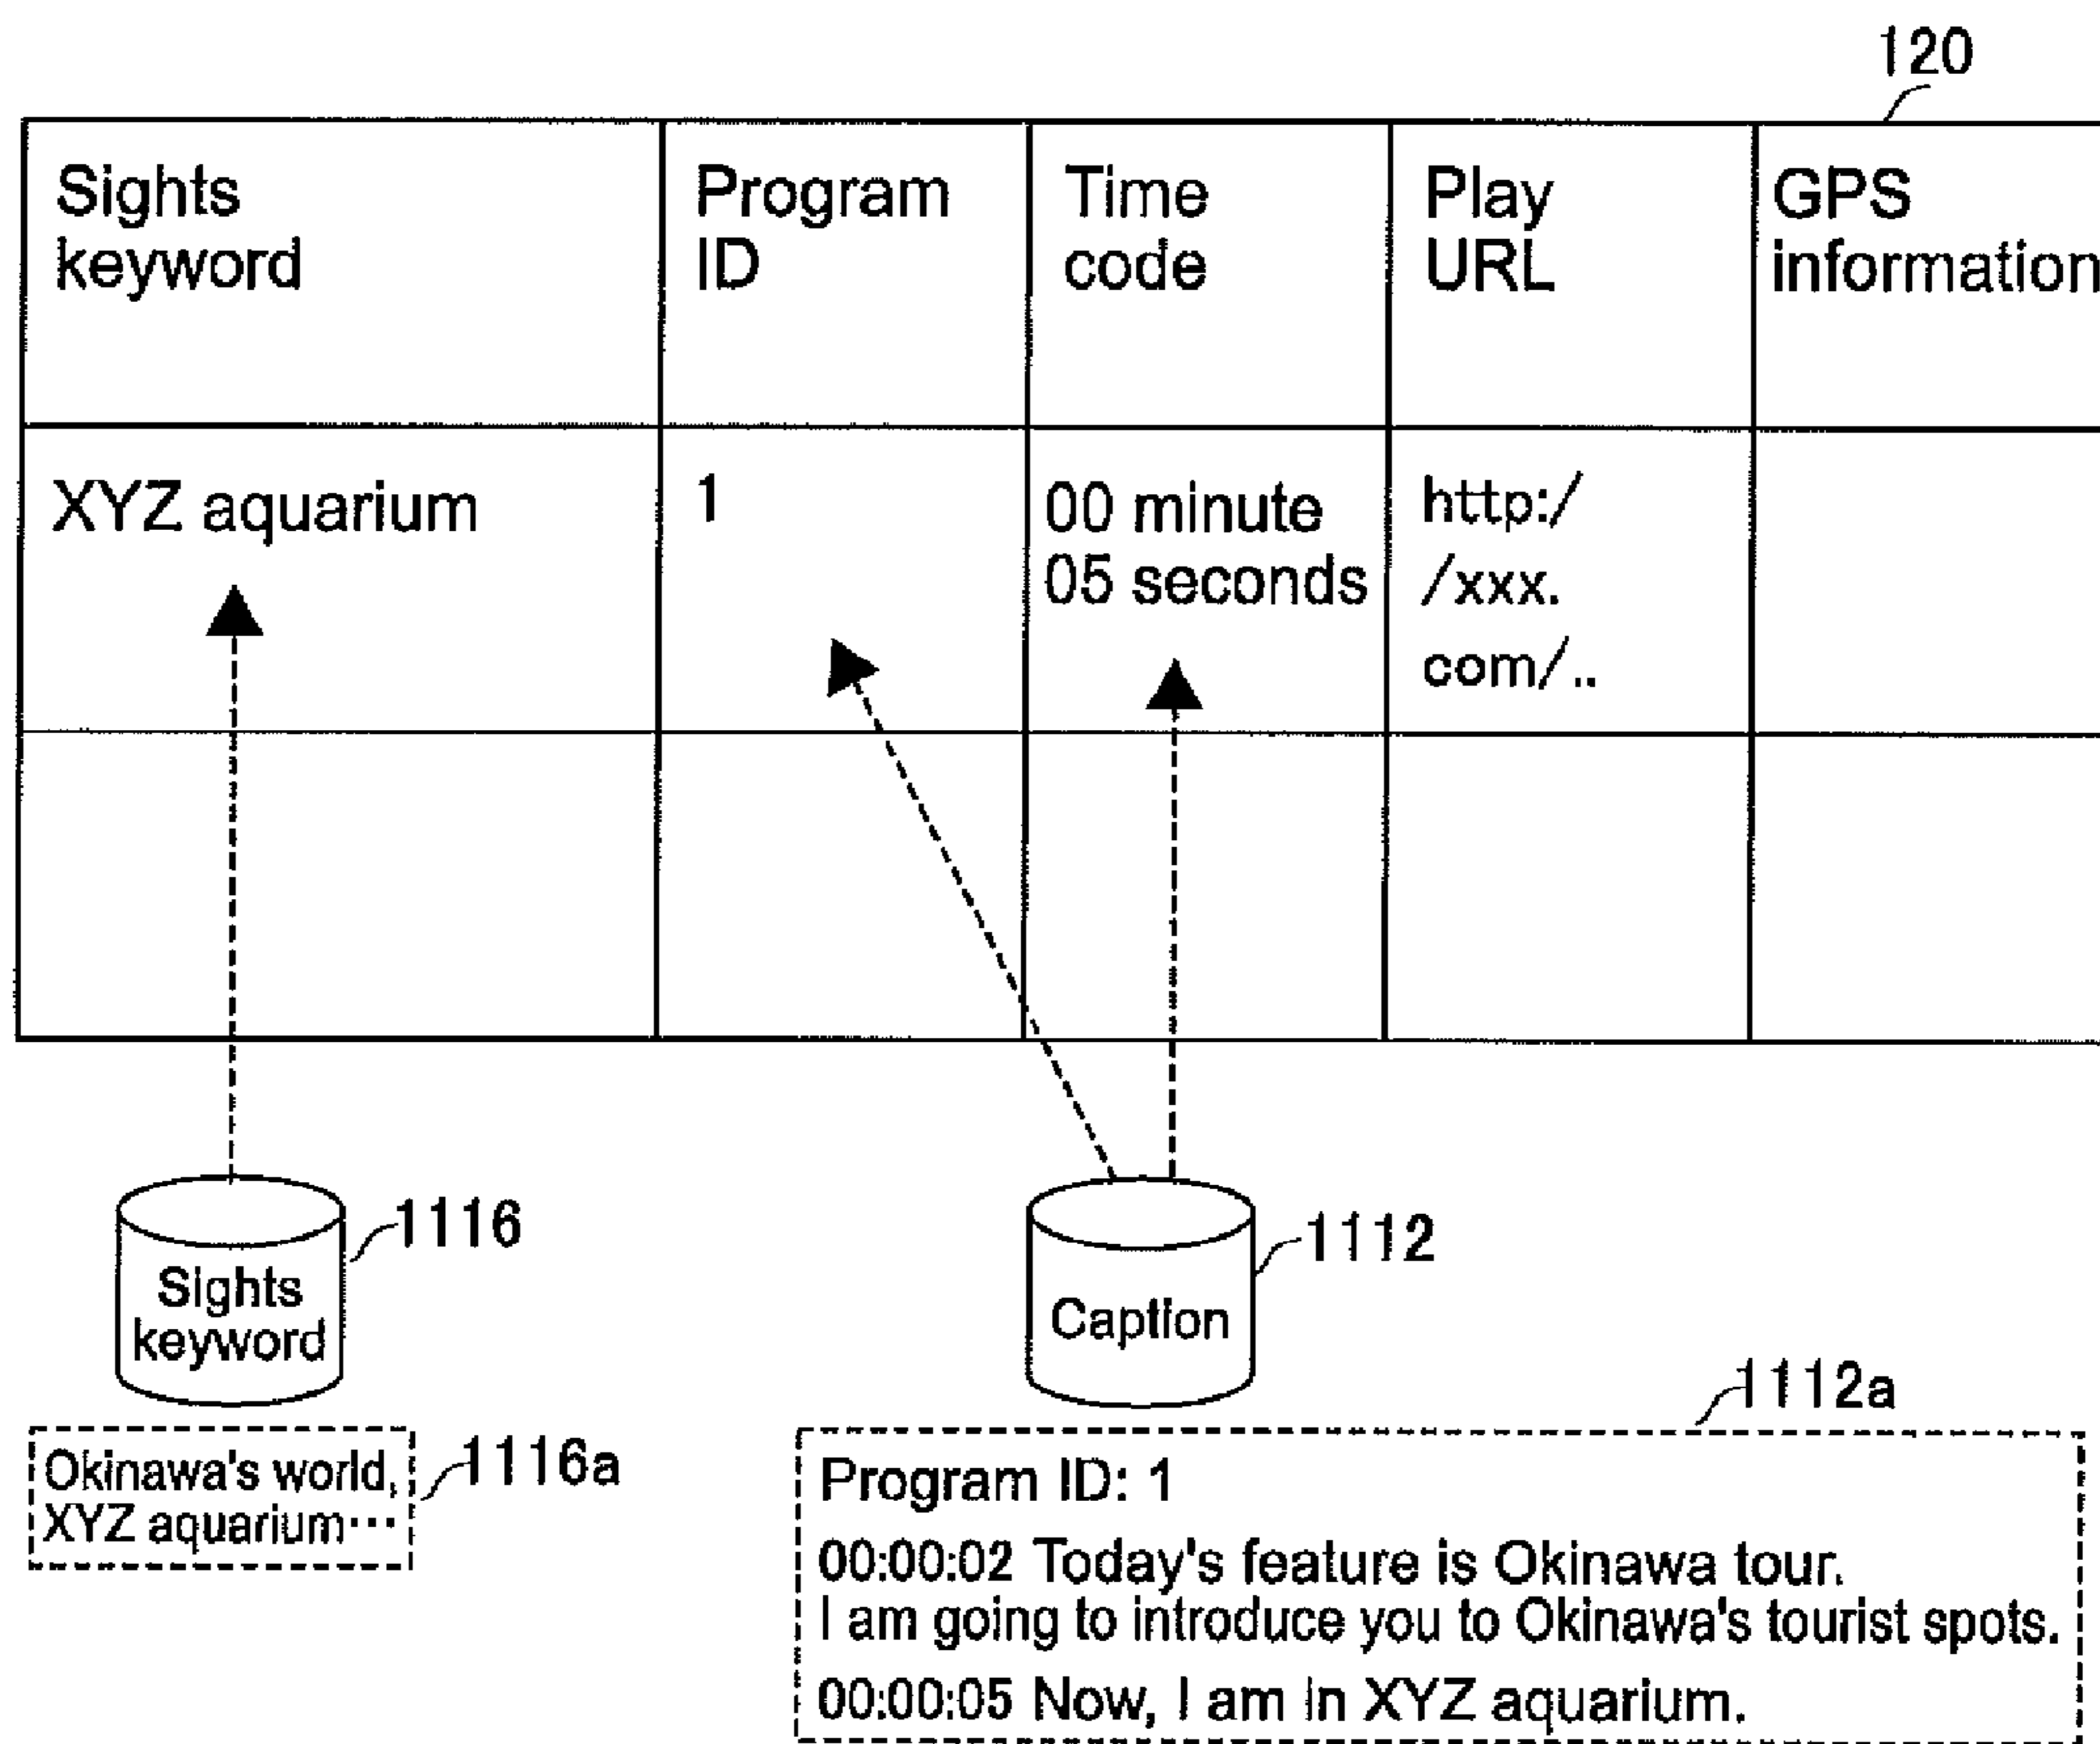 120
Sights
keyword
Program
ID
Time
code
Play
URL
GPS
information
XYZ aquarium
1
00 minute
05 seconds
http:/
/xxx.
com/..
Sights
keyword
1116
Caption
1112
1112a
Okinawa's world,
XYZ aquarium⋯
1116a
Program ID: 1
00:00:02 Today's feature is Okinawa tour.
I am going to introduce you to Okinawa's tourist spots.
00:00:05 Now, I am in XYZ aquarium.